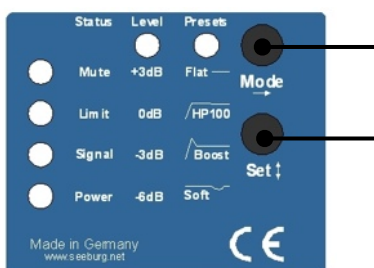 Status Level Presets
Mute +3dB Flat
Mode
Limit 0dB HP100
Signal -3dB Boost
Set
Power -6dB Soft
Made in Germany
www.seeburg.net
CE